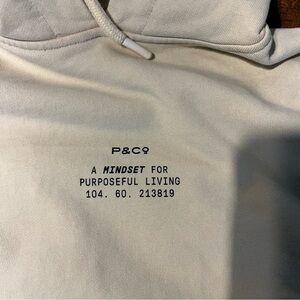 P&Co
A MINDSET FOR
PURPOSEFUL LIVING
104. 60. 213819